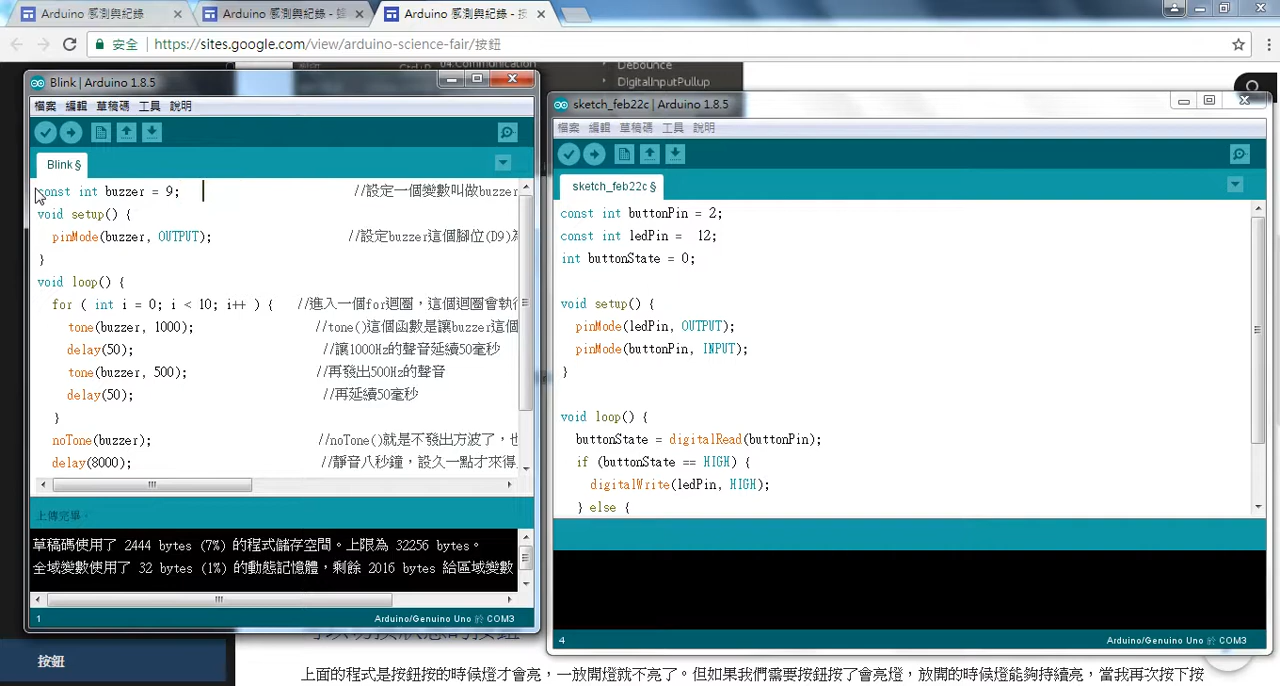 Arduino 感測與紀錄
Arduino 感測與紀錄 -
Arduino 感測與紀錄 - 按
安全 | https://sites.google.com/view/arduino-science-fair/按鈕
04.Communication
Debounce
DigitalInputPullup
Blink | Arduino 1.8.5
檔案 編輯 草稿碼 工具 說明
Blink §
const int buzzer = 9; //設定一個變數叫做buzzer
void setup() {
pinMode(buzzer, OUTPUT); //設定buzzer這個腳位(D9)為
}
void loop() {
for ( int i = 0; i < 10; i++ ) { //進入一個for迴圈，這個迴圈會執行
tone(buzzer, 1000); //tone()這個函數是讓buzzer這個
delay(50); //讓1000Hz的聲音延續50毫秒
tone(buzzer, 500); //再發出500Hz的聲音
delay(50); //再延續50毫秒
}
noTone(buzzer); //noTone()就是不發出方波了，也
delay(8000); //靜音八秒鐘，設久一點才來得
上傳完畢。
草稿碼使用了 2444 bytes (7%) 的程式儲存空間。上限為 32256 bytes。
全域變數使用了 32 bytes (1%) 的動態記憶體，剩餘 2016 bytes 給區域變數
1 Arduino/Genuino Uno 於 COM3
sketch_feb22c | Arduino 1.8.5
檔案 編輯 草稿碼 工具 說明
sketch_feb22c §
const int buttonPin = 2;
const int ledPin = 12;
int buttonState = 0;
void setup() {
pinMode(ledPin, OUTPUT);
pinMode(buttonPin, INPUT);
}
void loop() {
buttonState = digitalRead(buttonPin);
if (buttonState == HIGH) {
digitalWrite(ledPin, HIGH);
} else {
4 Arduino/Genuino Uno 於 COM3
按鈕
上面的程式是按鈕按的時候燈才會亮，一放開燈就不亮了。但如果我們需要按鈕按了會亮燈，放開的時候燈能夠持續亮，當我再次按下按